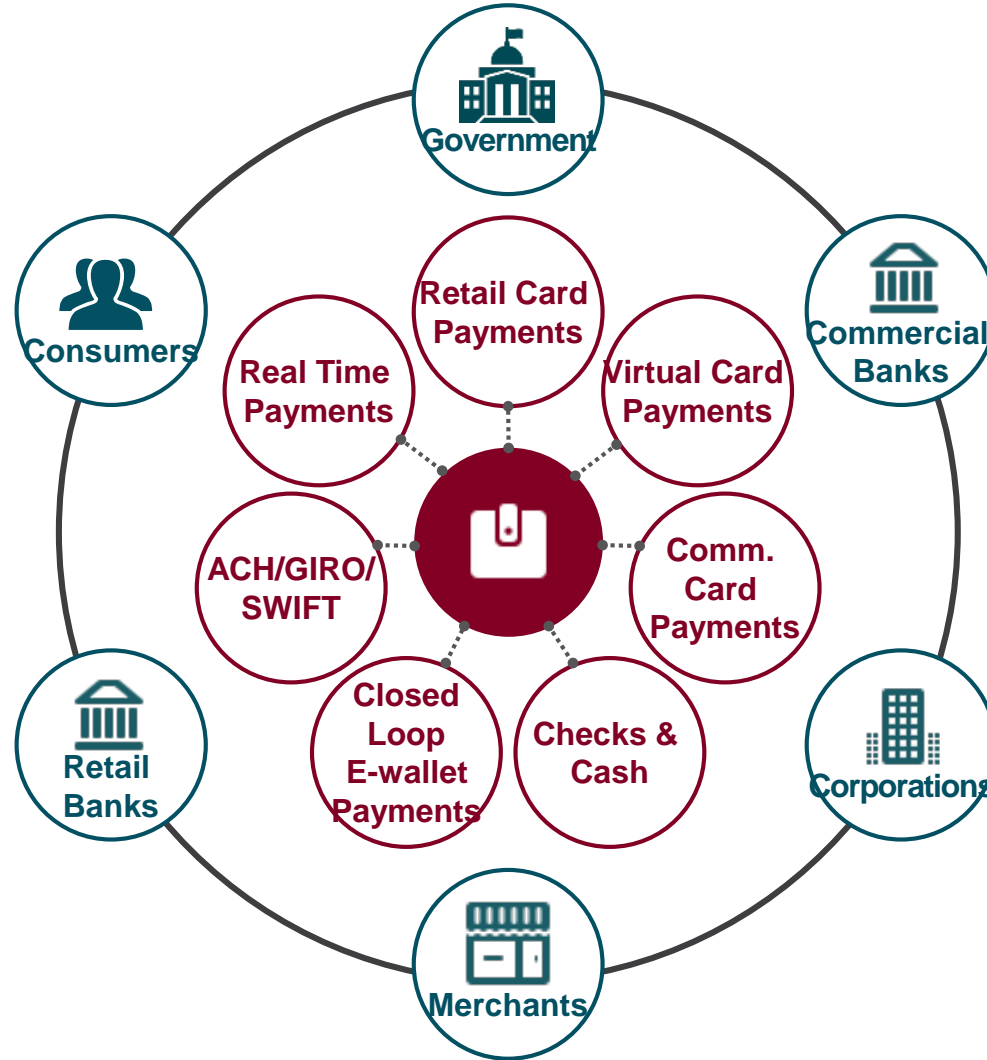 Government
Consumers
Commercial
Banks
Retail Card
Payments
Real Time
Payments
Virtual Card
Payments
ACH/GIRO/
SWIFT
Comm.
Card
Payments
Closed
Loop
E-wallet
Payments
Checks &
Cash
Retail
Banks
Corporations
Merchants